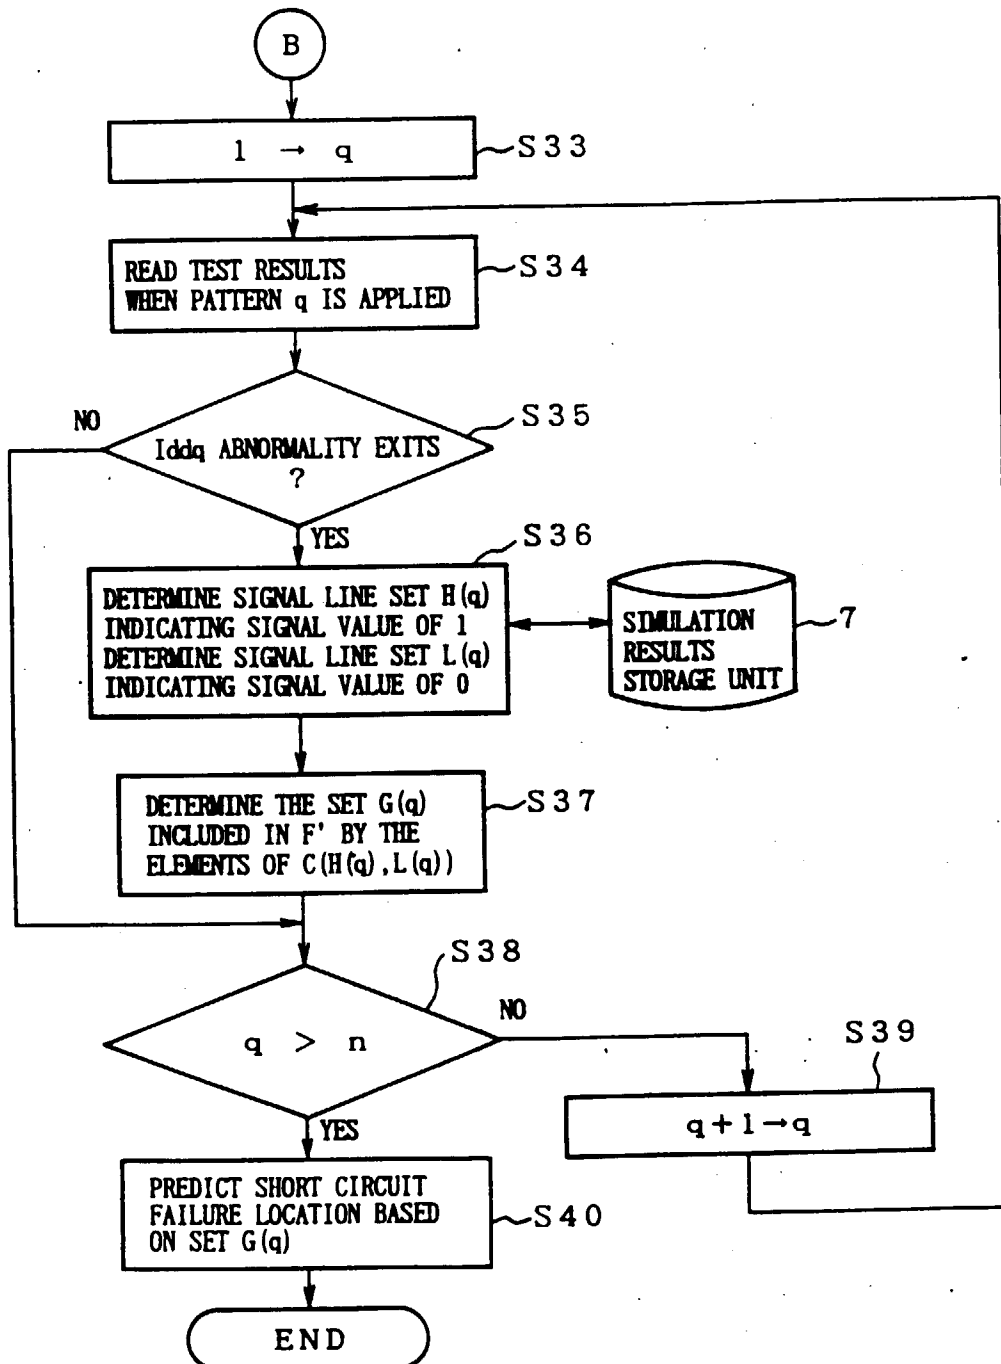 B
1 → q
S33
READ TEST RESULTS
WHEN PATTERN q IS APPLIED
S34
NO
Iddq ABNORMALITY EXITS
?
S35
YES
S36
DETERMINE SIGNAL LINE SET H(q)
INDICATING SIGNAL VALUE OF 1
DETERMINE SIGNAL LINE SET L(q)
INDICATING SIGNAL VALUE OF 0
SIMULATION
RESULTS
STORAGE UNIT
7
DETERMINE THE SET G(q)
INCLUDED IN F' BY THE
ELEMENTS OF C(H(q),L(q))
S37
S38
q > n
NO
S39
q+1→q
YES
PREDICT SHORT CIRCUIT
FAILURE LOCATION BASED
ON SET G(q)
S40
END